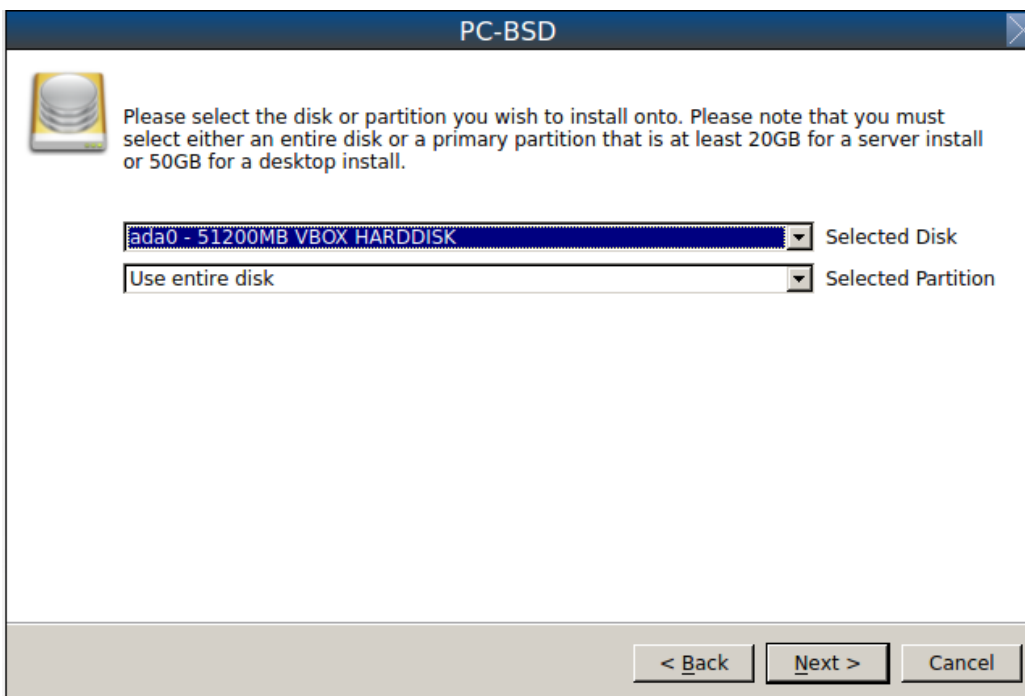 PC-BSD
Please select the disk or partition you wish to install onto. Please note that you must
select either an entire disk or a primary partition that is at least 20GB for a server install
or 50GB for a desktop install.
ada0 - 51200MB VBOX HARDDISK
Selected Disk
Use entire disk
Selected Partition
< Back
Next >
Cancel